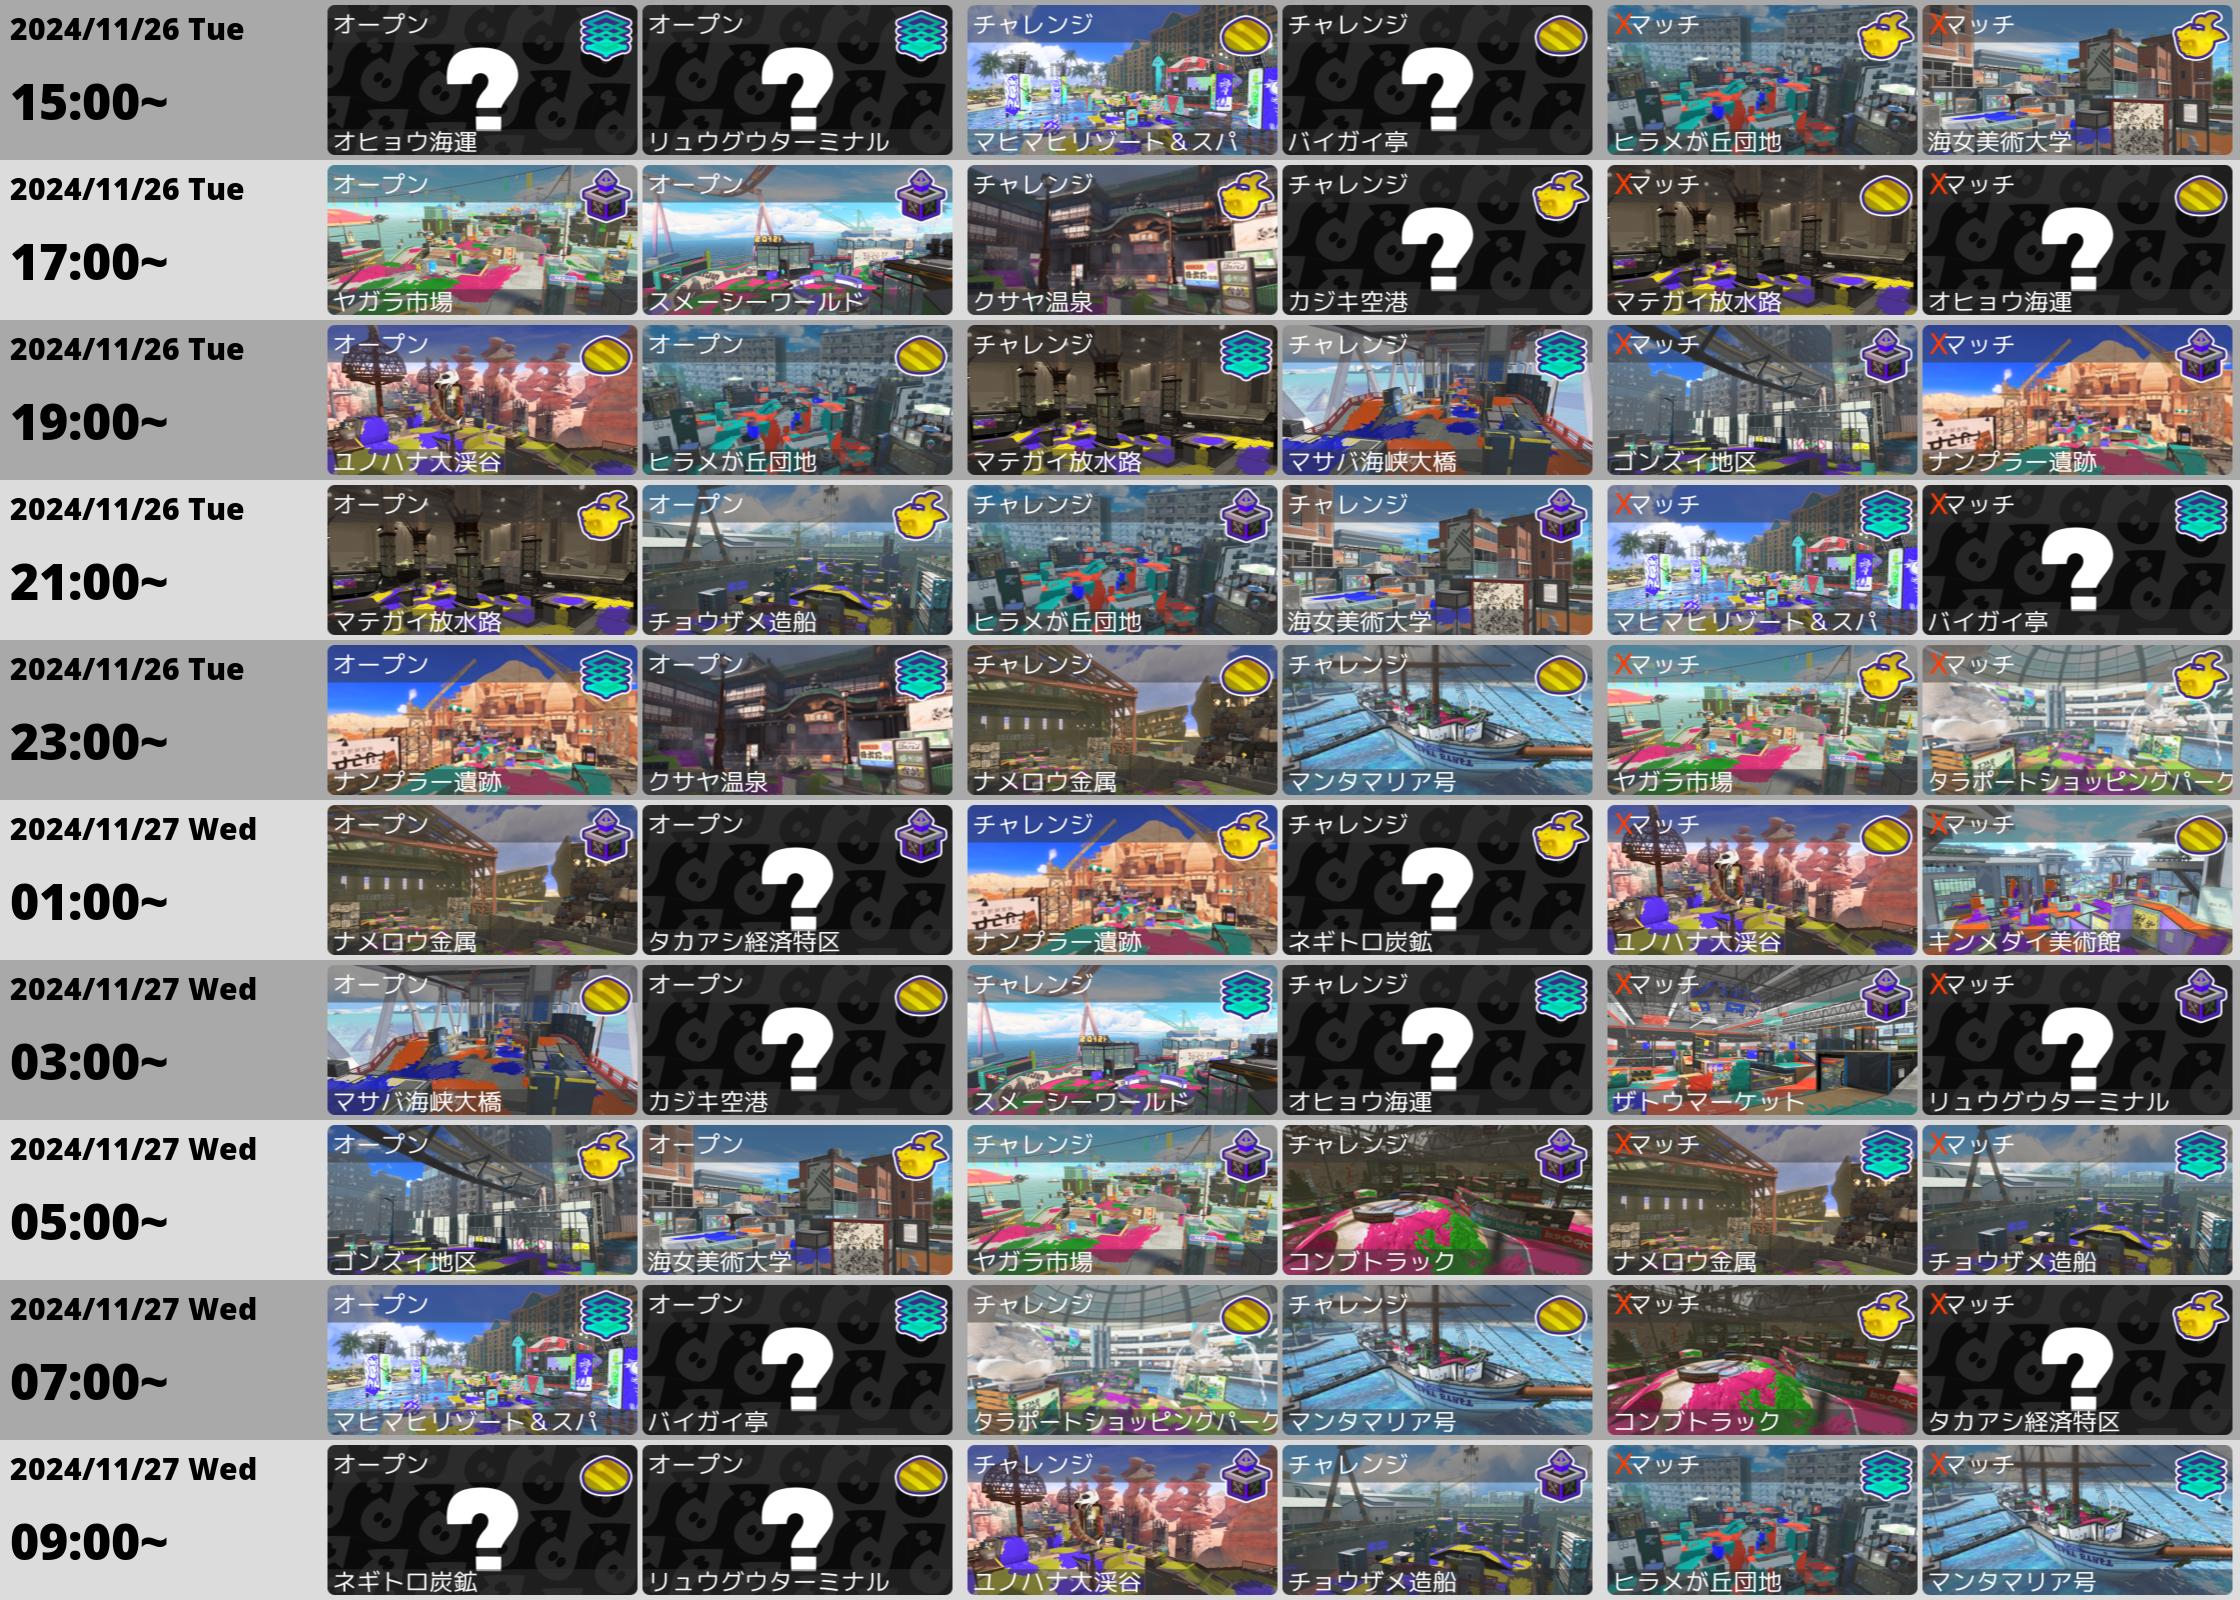 2024/11/26 Tue
15:00~
オープン
オヒョウ海運
オープン
リュウグウターミナル
チャレンジ
マヒマヒリゾート&スパ
チャレンジ
バイガイ亭
Xマッチ
ヒラメが丘団地
Xマッチ
海女美術大学
2024/11/26 Tue
17:00~
オープン
ヤガラ市場
オープン
スメーシーワールド
チャレンジ
クサヤ温泉
チャレンジ
カジキ空港
Xマッチ
マテガイ放水路
Xマッチ
オヒョウ海運
2024/11/26 Tue
19:00~
オープン
ユノハナ大渓谷
オープン
ヒラメが丘団地
チャレンジ
マテガイ放水路
チャレンジ
マサバ海峡大橋
Xマッチ
ゴンズイ地区
Xマッチ
ナンプラー遺跡
2024/11/26 Tue
21:00~
オープン
マテガイ放水路
オープン
チョウザメ造船
チャレンジ
ヒラメが丘団地
チャレンジ
海女美術大学
Xマッチ
マヒマヒリゾート&スパ
Xマッチ
バイガイ亭
2024/11/26 Tue
23:00~
オープン
ナンプラー遺跡
オープン
クサヤ温泉
チャレンジ
ナメロウ金属
チャレンジ
マンタマリア号
Xマッチ
ヤガラ市場
Xマッチ
タラポートショッピングパーク
2024/11/27 Wed
01:00~
オープン
ナメロウ金属
オープン
タカアシ経済特区
チャレンジ
ナンプラー遺跡
チャレンジ
ネギトロ炭鉱
Xマッチ
ユノハナ大渓谷
Xマッチ
キンメダイ美術館
2024/11/27 Wed
03:00~
オープン
マサバ海峡大橋
オープン
カジキ空港
チャレンジ
スメーシーワールド
チャレンジ
オヒョウ海運
Xマッチ
ザトウマーケット
Xマッチ
リュウグウターミナル
2024/11/27 Wed
05:00~
オープン
ゴンズイ地区
オープン
海女美術大学
チャレンジ
ヤガラ市場
チャレンジ
コンブトラック
Xマッチ
ナメロウ金属
Xマッチ
チョウザメ造船
2024/11/27 Wed
07:00~
オープン
マヒマヒリゾート&スパ
オープン
バイガイ亭
チャレンジ
タラポートショッピングパーク
チャレンジ
マンタマリア号
Xマッチ
コンブトラック
Xマッチ
タカアシ経済特区
2024/11/27 Wed
09:00~
オープン
ネギトロ炭鉱
オープン
リュウグウターミナル
チャレンジ
ユノハナ大渓谷
チャレンジ
チョウザメ造船
Xマッチ
ヒラメが丘団地
Xマッチ
マンタマリア号